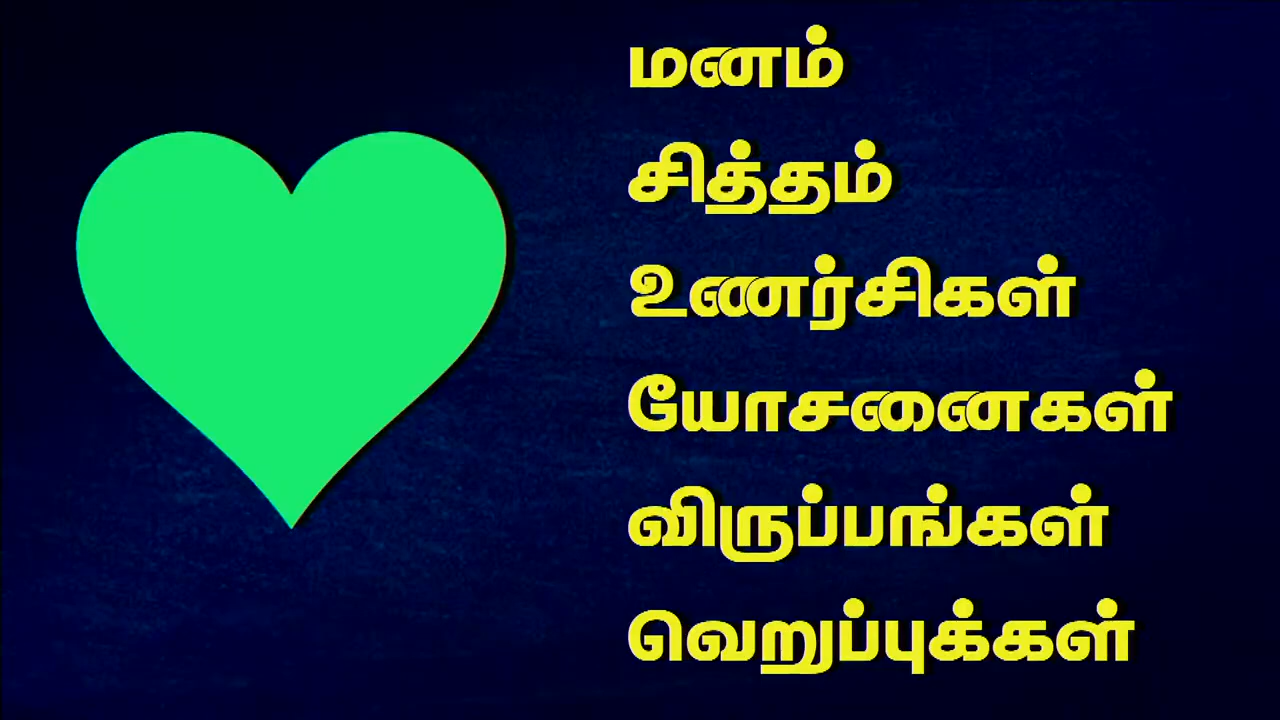 மனம்
சித்தம்
உணர்சிகள்
யோசனைகள்
விருப்பங்கள்
வெறுப்புக்கள்